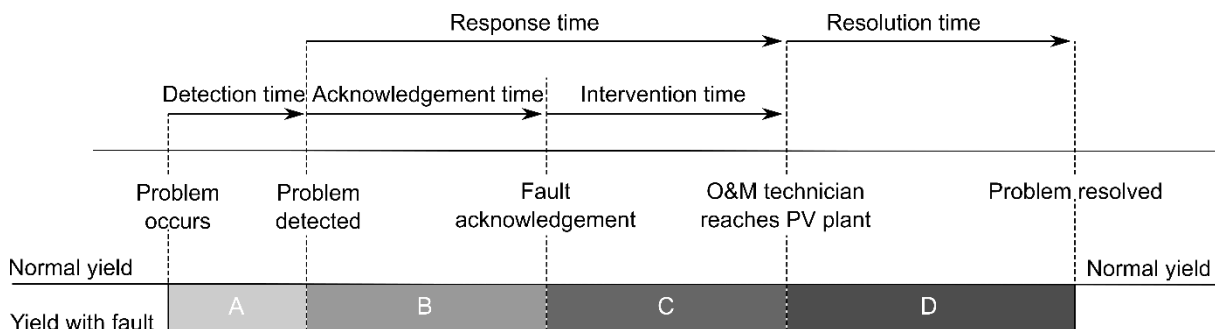 Response time
Resolution time
Detection time
Acknowledgement time
Intervention time
Problem
occurs
Problem
detected
Fault
acknowledgement
O&M technician
reaches PV plant
Problem resolved
Normal yield
Normal yield
A
B
C
D
Yield with fault